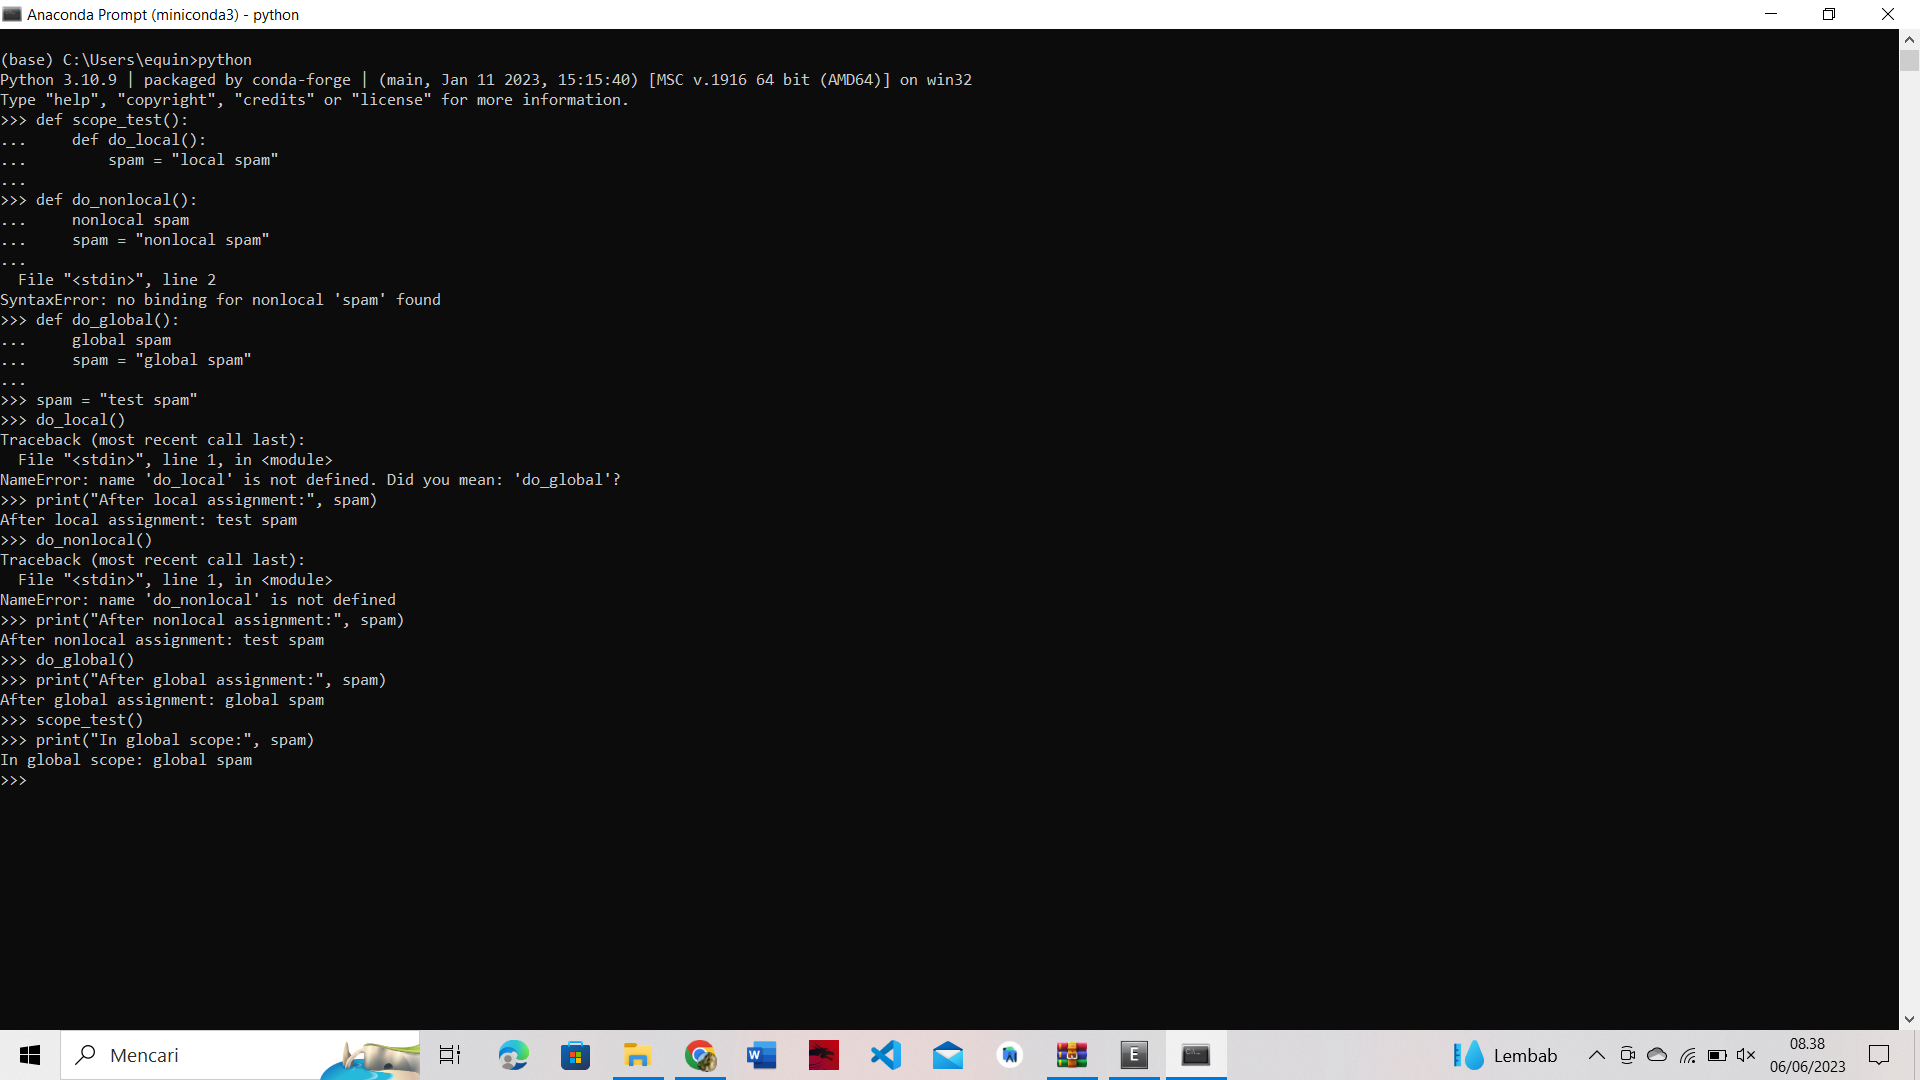 Anaconda Prompt (miniconda3) - python
(base) C:\Users\equin>python
Python 3.10.9 | packaged by conda-forge | (main, Jan 11 2023, 15:15:40) [MSC v.1916 64 bit (AMD64)] on win32
Type "help", "copyright", "credits" or "license" for more information.
>>> def scope_test():
...     def do_local():
...         spam = "local spam"
...
>>> def do_nonlocal():
...     nonlocal spam
...     spam = "nonlocal spam"
...
  File "<stdin>", line 2
SyntaxError: no binding for nonlocal 'spam' found
>>> def do_global():
...     global spam
...     spam = "global spam"
...
>>> spam = "test spam"
>>> do_local()
Traceback (most recent call last):
  File "<stdin>", line 1, in <module>
NameError: name 'do_local' is not defined. Did you mean: 'do_global'?
>>> print("After local assignment:", spam)
After local assignment: test spam
>>> do_nonlocal()
Traceback (most recent call last):
  File "<stdin>", line 1, in <module>
NameError: name 'do_nonlocal' is not defined
>>> print("After nonlocal assignment:", spam)
After nonlocal assignment: test spam
>>> do_global()
>>> print("After global assignment:", spam)
After global assignment: global spam
>>> scope_test()
>>> print("In global scope:", spam)
In global scope: global spam
>>>
Mencari
W
E
Lembab
08.38
06/06/2023